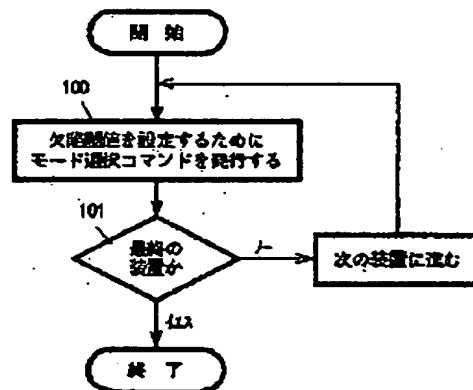 開始
100
欠陥閾値を設定するために
モード選択コマンドを発行する
101
最終の
装置か
ノー
次の装置に進む
イエス
終了